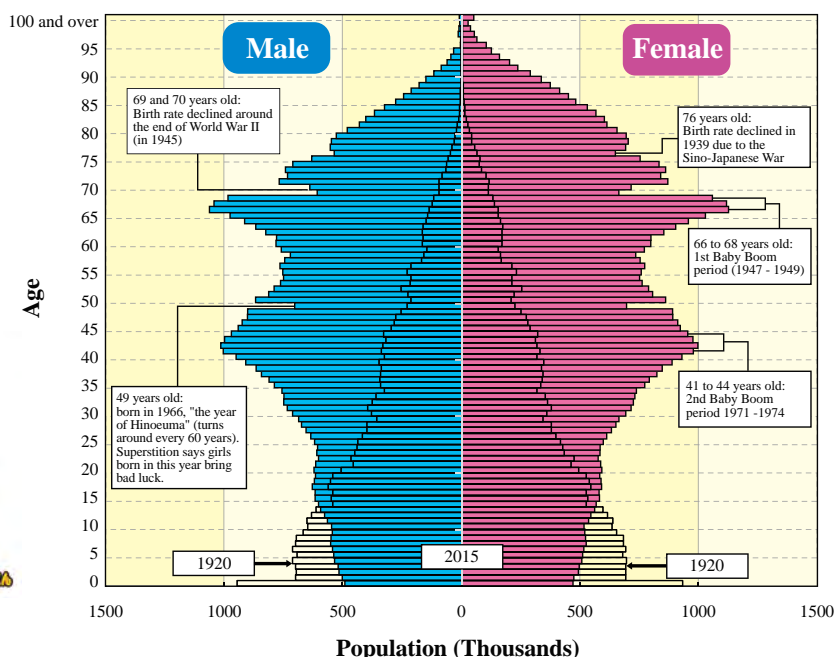 100 and over
95
90
85
80
75
70
65
60
55
50
45
40
35
30
25
20
15
10
5
0
Age
Male
Female
69 and 70 years old:
Birth rate declined around
the end of World War II
(in 1945)
76 years old:
Birth rate declined in
1939 due to the
Sino-Japanese War
66 to 68 years old:
1st Baby Boom
period (1947 - 1949)
49 years old:
born in 1966, "the year
of Hinoeuma" (turns
around every 60 years).
Superstition says girls
born in this year bring
bad luck.
41 to 44 years old:
2nd Baby Boom
period 1971 -1974
1920
2015
1920
1500
1000
500
0
500
1000
1500
Population (Thousands)